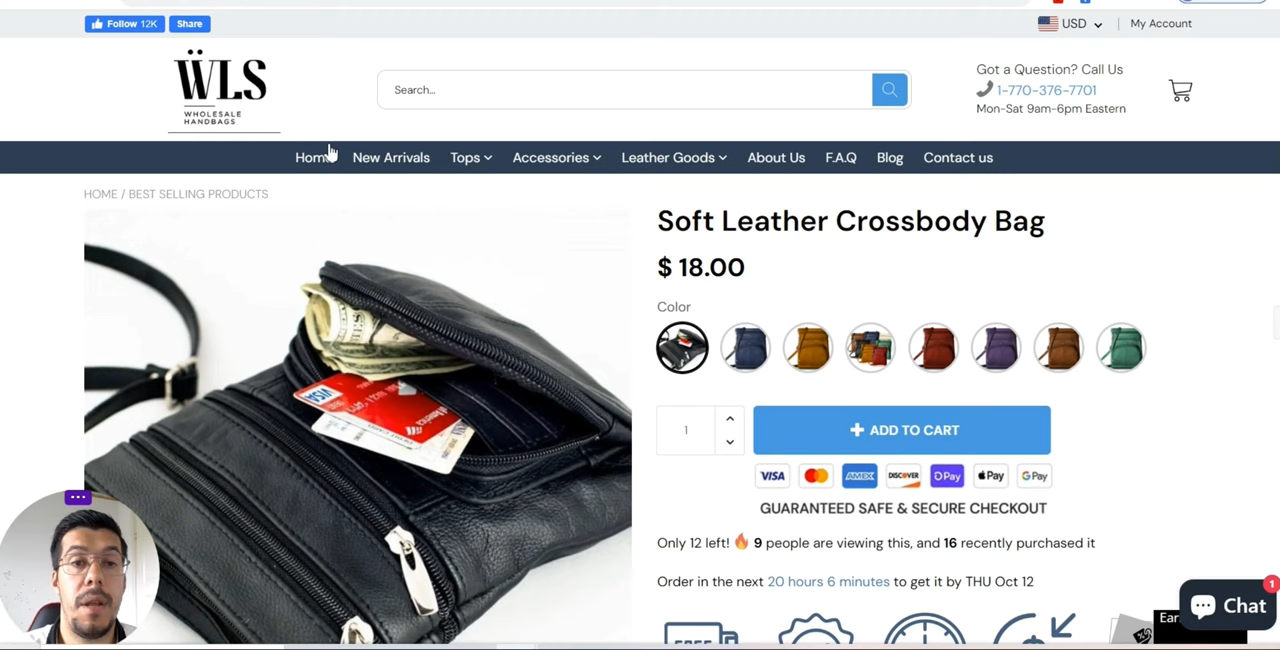 Follow 12K
Share
USD
My Account
ẄLS
WHOLESALE
HANDBAGS
Search...
Got a Question? Call Us
1-770-376-7701
Mon-Sat 9am-6pm Eastern
Home New Arrivals Tops Accessories Leather Goods About Us F.A.Q Blog Contact us
HOME / BEST SELLING PRODUCTS
Soft Leather Crossbody Bag
$ 18.00
Color
VISA
1
+ ADD TO CART
VISA AMEX DISCOVER Pay Pay G Pay
GUARANTEED SAFE & SECURE CHECKOUT
Only 12 left! 🔥 9 people are viewing this, and 16 recently purchased it
Order in the next 20 hours 6 minutes to get it by THU Oct 12
Chat
1